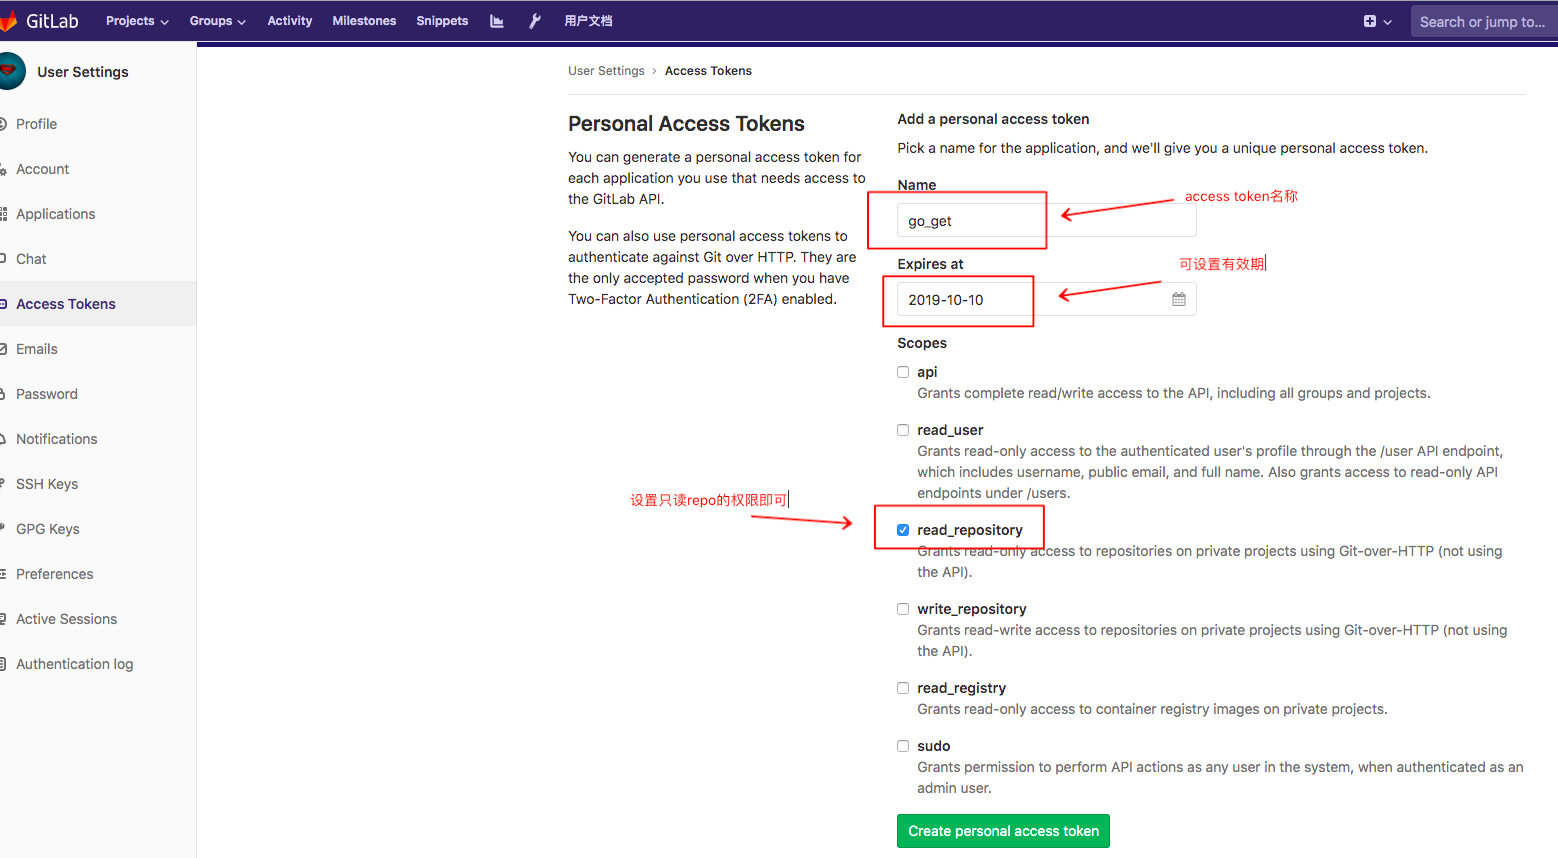 GitLab Projects Groups Activity Milestones Snippets 用户文档 Search or jump to...
User Settings
Profile
Account
Applications
Chat
Access Tokens
Emails
Password
Notifications
SSH Keys
GPG Keys
Preferences
Active Sessions
Authentication log
User Settings › Access Tokens
Personal Access Tokens
You can generate a personal access token for
each application you use that needs access to
the GitLab API.
You can also use personal access tokens to
authenticate against Git over HTTP. They are
the only accepted password when you have
Two-Factor Authentication (2FA) enabled.
Add a personal access token
Pick a name for the application, and we'll give you a unique personal access token.
Name
access token名称
go_get
Expires at
可设置有效期
2019-10-10
Scopes
api
Grants complete read/write access to the API, including all groups and projects.
read_user
Grants read-only access to the authenticated user's profile through the /user API endpoint,
which includes username, public email, and full name. Also grants access to read-only API
endpoints under /users.
设置只读repo的权限即可
read_repository
Grants read-only access to repositories on private projects using Git-over-HTTP (not using
the API).
write_repository
Grants read-write access to repositories on private projects using Git-over-HTTP (not using
the API).
read_registry
Grants read-only access to container registry images on private projects.
sudo
Grants permission to perform API actions as any user in the system, when authenticated as an
admin user.
Create personal access token